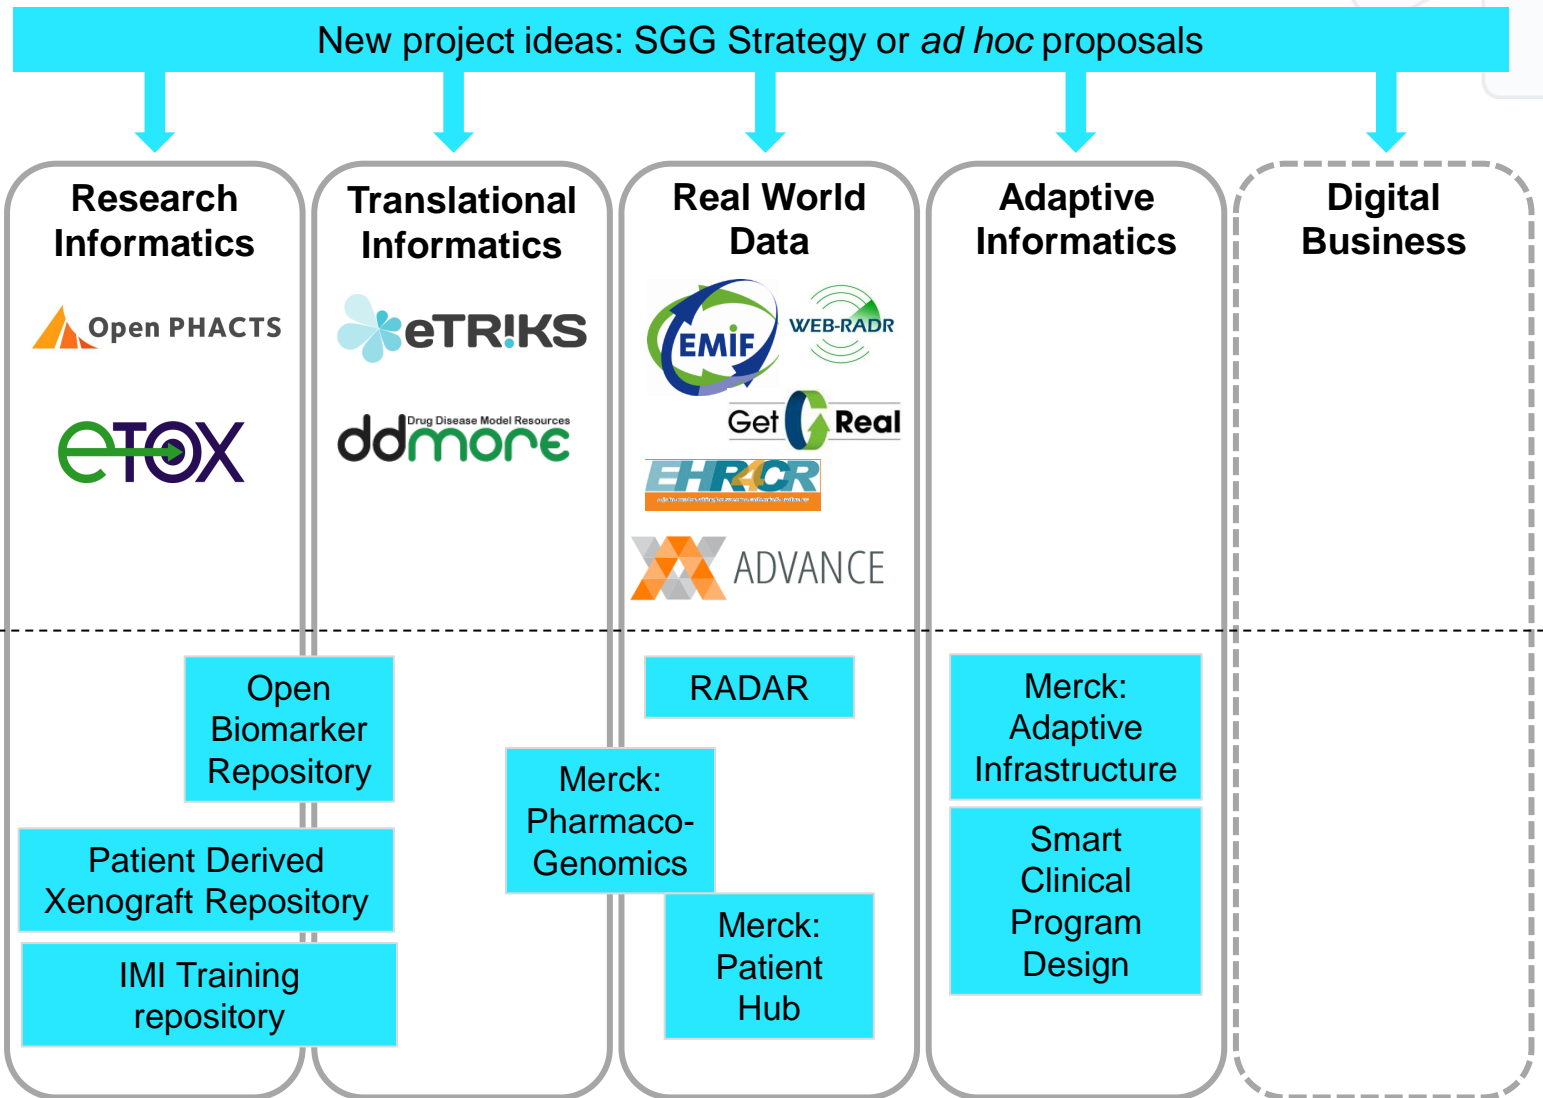 New project ideas: SGG Strategy or ad hoc proposals
Research
Informatics
Open PHACTS
eTOX
Translational
Informatics
eTR!KS
Drug Disease Model Resources
ddmore
Real World
Data
EMiF
WEB-RADR
Get Real
EHR4CR
ADVANCE
Adaptive
Informatics
Digital
Business
Open
Biomarker
Repository
Patient Derived
Xenograft Repository
IMI Training
repository
Merck:
Pharmaco-
Genomics
RADAR
Merck:
Patient
Hub
Merck:
Adaptive
Infrastructure
Smart
Clinical
Program
Design